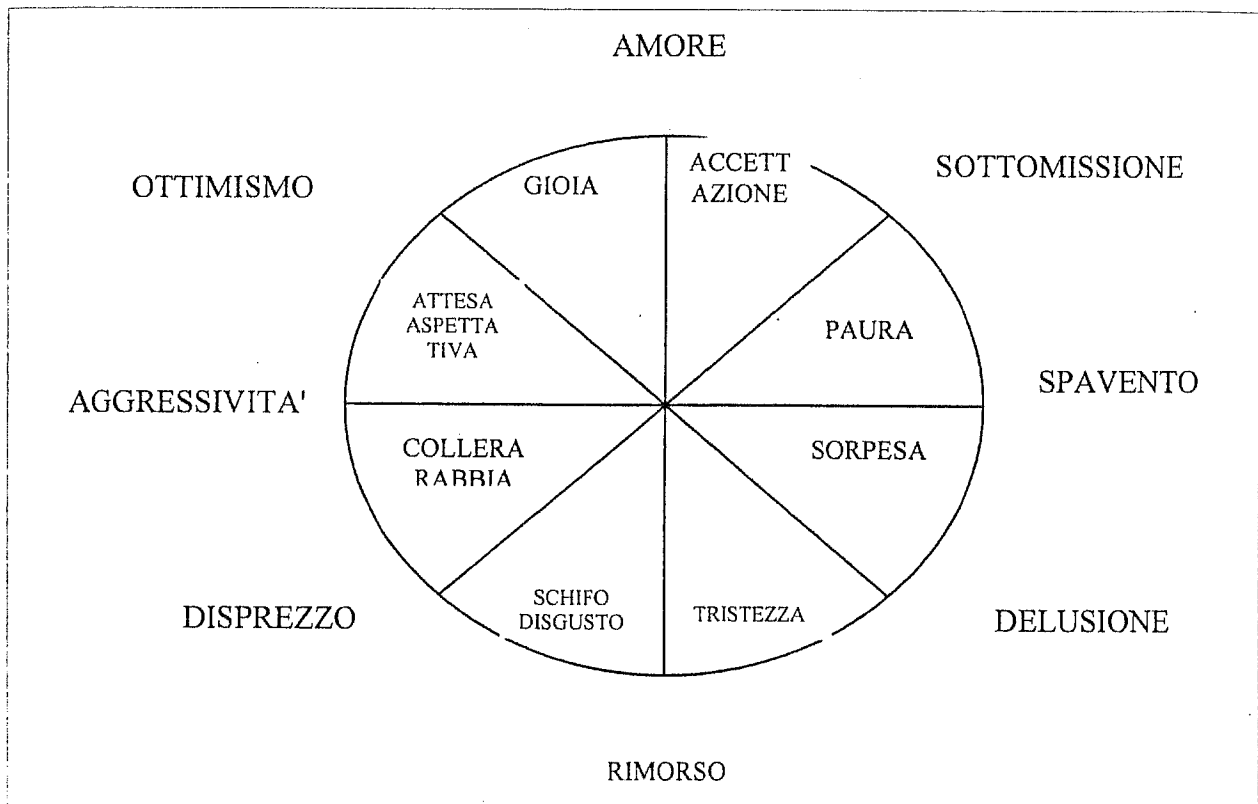 AMORE
OTTIMISMO
GIOIA
ACCETT
AZIONE
SOTTOMISSIONE
ATTESA
ASPETTA
TIVA
PAURA
AGGRESSIVITA'
SPAVENTO
COLLERA
RABBIA
SORPESA
SCHIFO
DISGUSTO
TRISTEZZA
DISPREZZO
DELUSIONE
RIMORSO